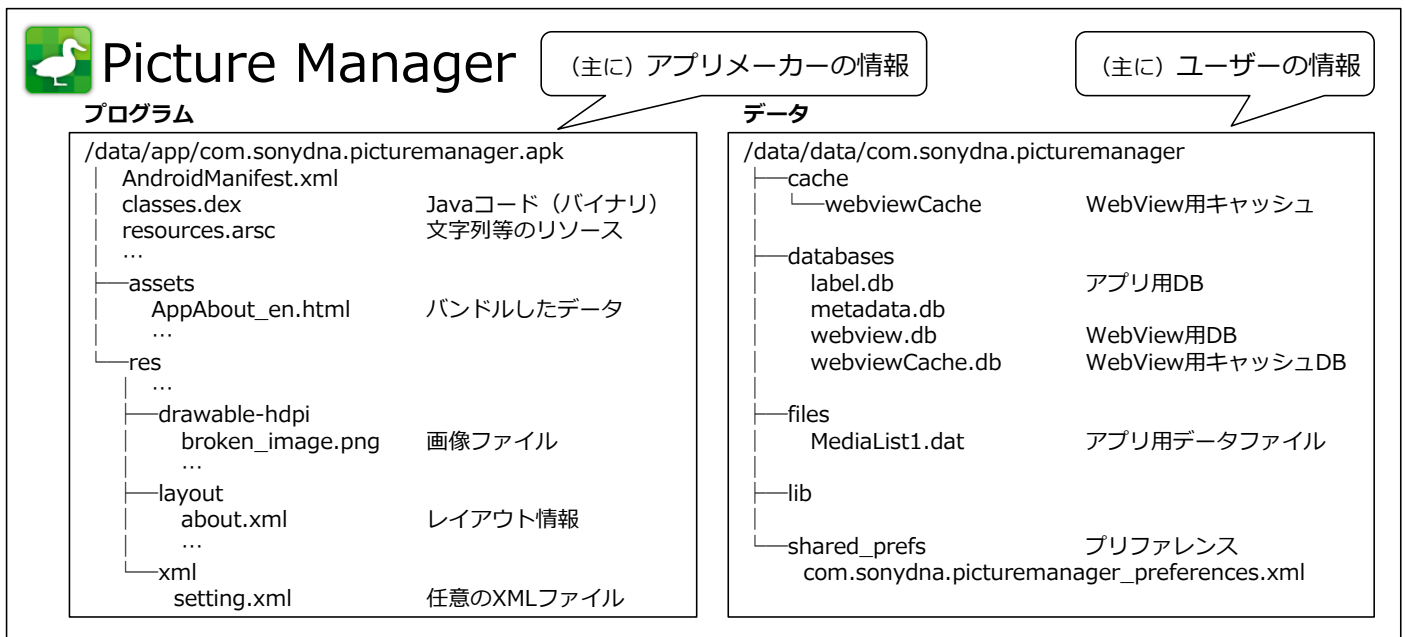 Picture Manager
（主に）アプリメーカーの情報
（主に）ユーザーの情報
プログラム
/data/app/com.sonydna.picturemanager.apk
AndroidManifest.xml
classes.dex Javaコード（バイナリ）
resources.arsc 文字列等のリソース
…
assets
AppAbout_en.html バンドルしたデータ
…
res
…
drawable-hdpi
broken_image.png 画像ファイル
…
layout
about.xml レイアウト情報
…
xml
setting.xml 任意のXMLファイル
データ
/data/data/com.sonydna.picturemanager
cache
webviewCache WebView用キャッシュ
databases
label.db アプリ用DB
metadata.db
webview.db WebView用DB
webviewCache.db WebView用キャッシュDB
files
MediaList1.dat アプリ用データファイル
lib
shared_prefs プリファレンス
com.sonydna.picturemanager_preferences.xml